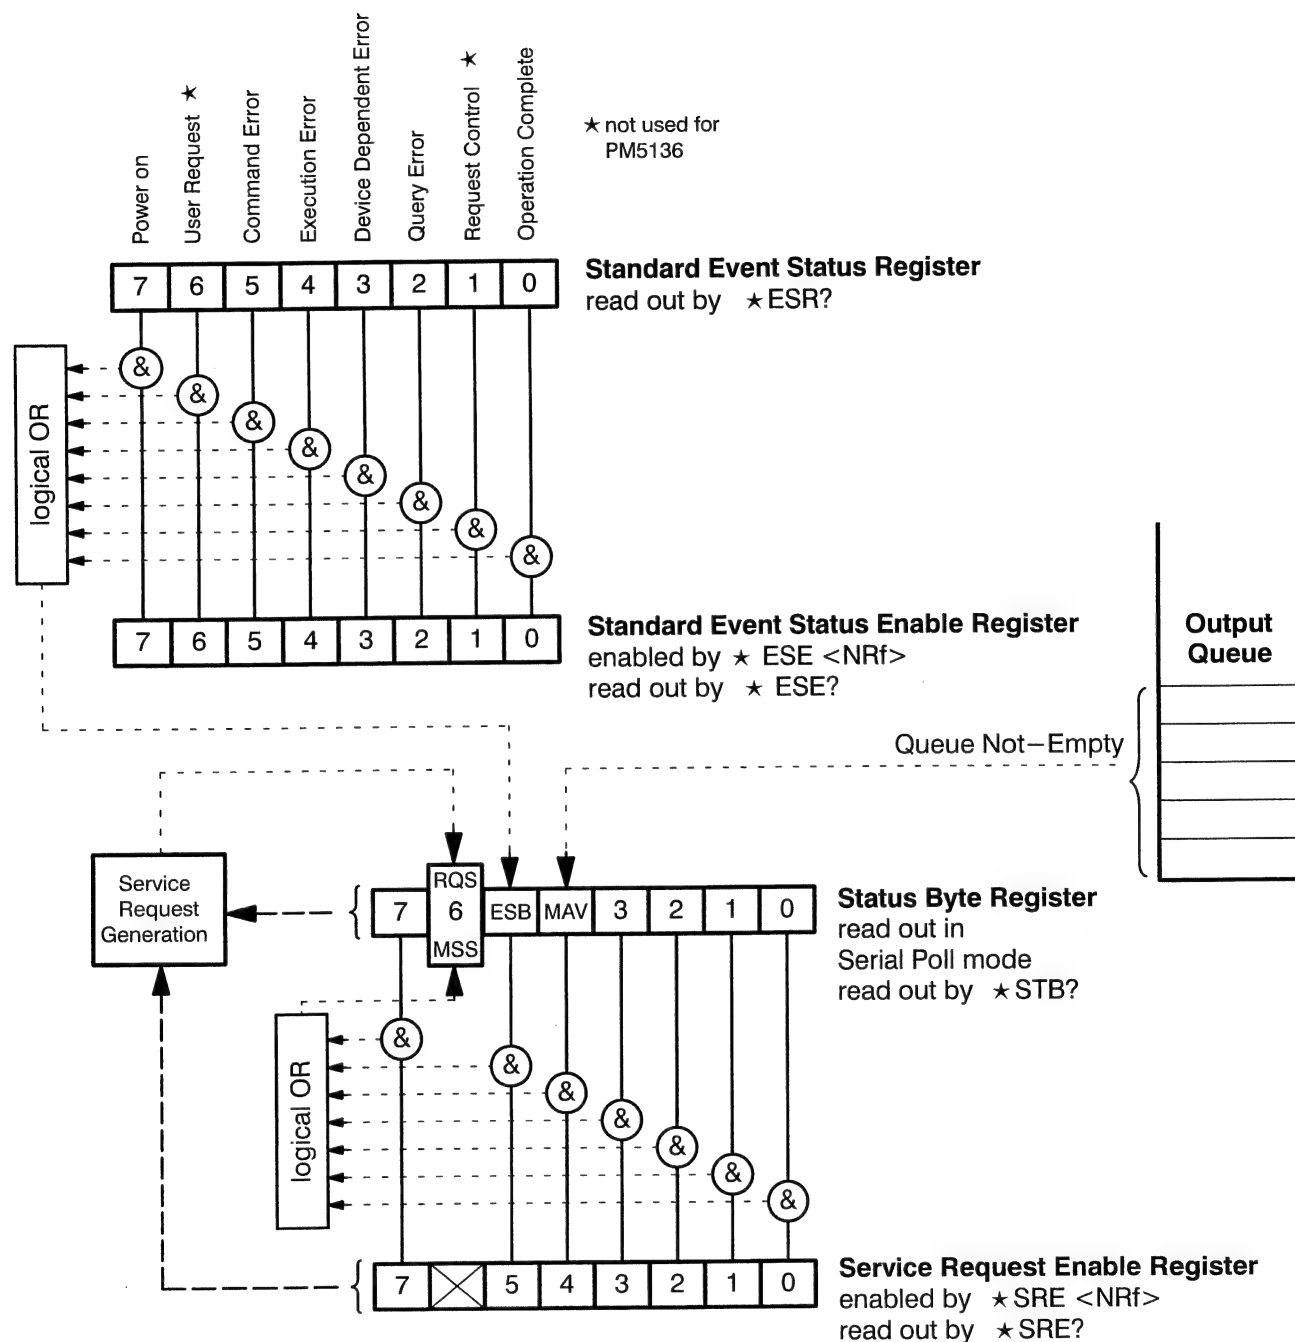 Power on
User Request ★
Command Error
Execution Error
Device Dependent Error
Query Error
Request Control ★
Operation Complete
★ not used for
PM5136
7 6 5 4 3 2 1 0
Standard Event Status Register
read out by ★ ESR?
logical OR
&
&
&
&
&
&
&
&
7 6 5 4 3 2 1 0
Standard Event Status Enable Register
enabled by ★ ESE <NRf>
read out by ★ ESE?
Output
Queue
Queue Not–Empty
Service
Request
Generation
RQS
7 6 ESB MAV 3 2 1 0
MSS
Status Byte Register
read out in
Serial Poll mode
read out by ★ STB?
logical OR
&
&
&
&
&
&
&
7 5 4 3 2 1 0
Service Request Enable Register
enabled by ★ SRE <NRf>
read out by ★ SRE?